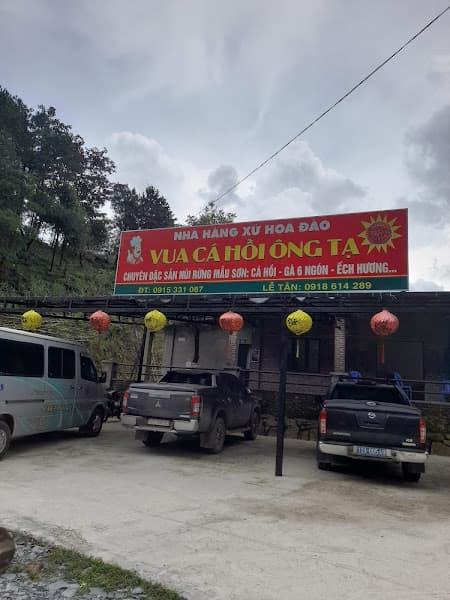 NHÀ HÀNG XỨ HOA ĐÀO
VUA CÁ HỒI ÔNG TẠ
CHUYÊN ĐẶC SẢN MÙI RỪNG MẪU SƠN: CÁ HỒI - GÀ 6 NGÓN - ẾCH HƯƠNG...
ĐT: 0915 331 087 LỄ TÂN: 0918 614 289